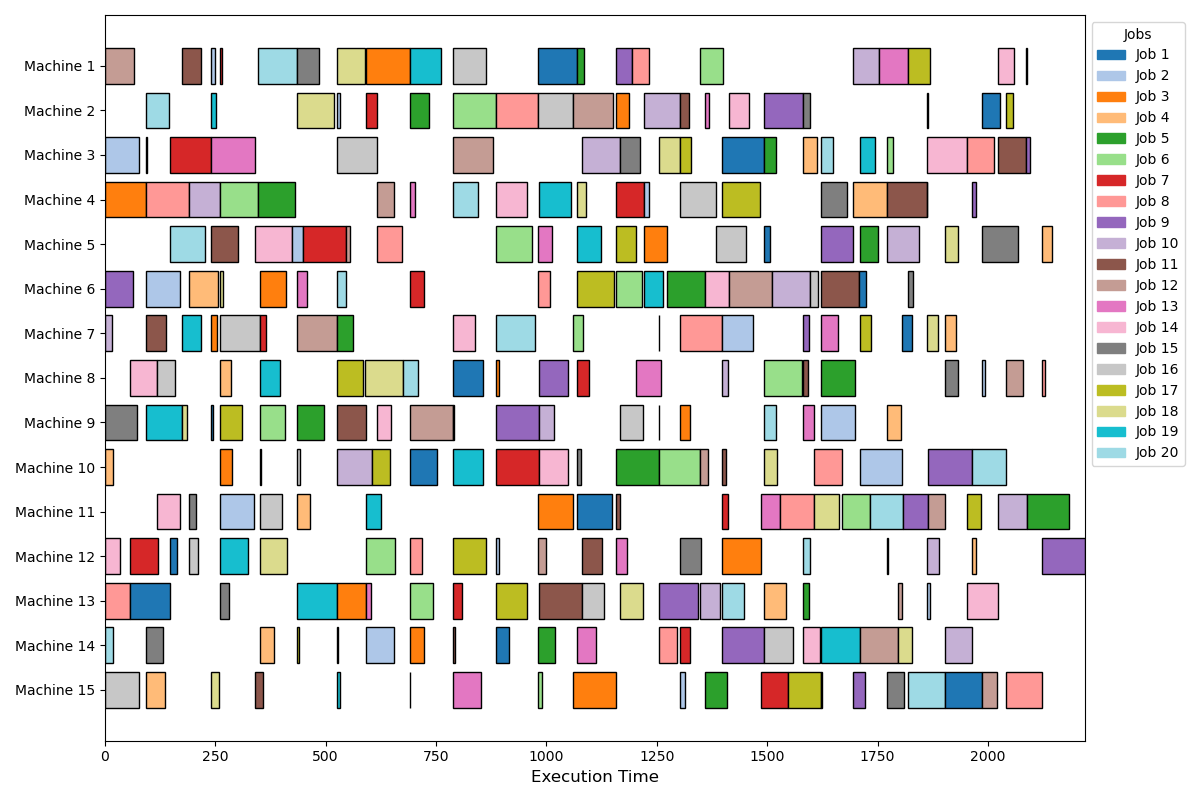 Machine 1
Machine 2
Machine 3
Machine 4
Machine 5
Machine 6
Machine 7
Machine 8
Machine 9
Machine 10
Machine 11
Machine 12
Machine 13
Machine 14
Machine 15
0 250 500 750 1000 1250 1500 1750 2000
Execution Time
Jobs
Job 1
Job 2
Job 3
Job 4
Job 5
Job 6
Job 7
Job 8
Job 9
Job 10
Job 11
Job 12
Job 13
Job 14
Job 15
Job 16
Job 17
Job 18
Job 19
Job 20